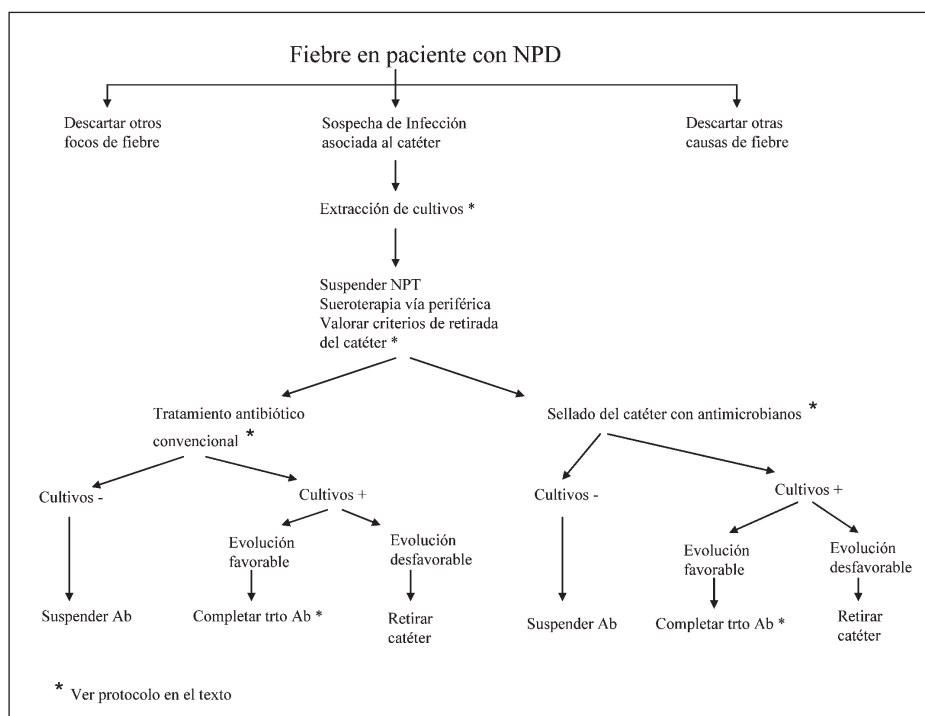 Fiebre en paciente con NPD
Descartar otros
focos de fiebre
Sospecha de Infección
asociada al catéter
Descartar otras
causas de fiebre
Extracción de cultivos *
Suspender NPT
Sueroterapia vía periférica
Valorar criterios de retirada
del catéter *
Tratamiento antibiótico
convencional *
Sellado del catéter con antimicrobianos *
Cultivos -
Cultivos +
Cultivos -
Cultivos +
Evolución
favorable
Evolución
desfavorable
Evolución
favorable
Evolución
desfavorable
Suspender Ab
Completar trto Ab *
Retirar
catéter
Suspender Ab
Completar trto Ab *
Retirar
catéter
* Ver protocolo en el texto